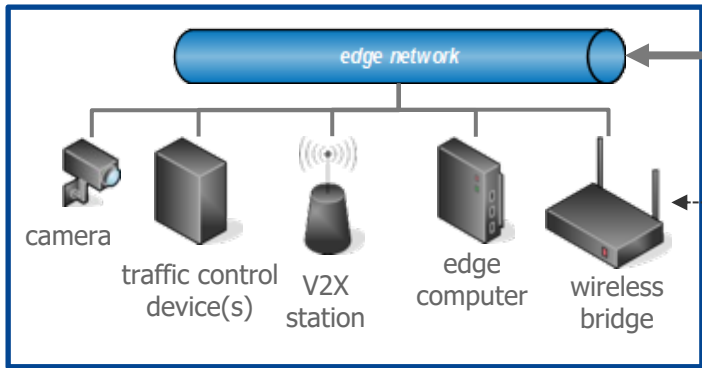 edge network
camera
traffic control
device(s)
V2X
station
edge
computer
wireless
bridge